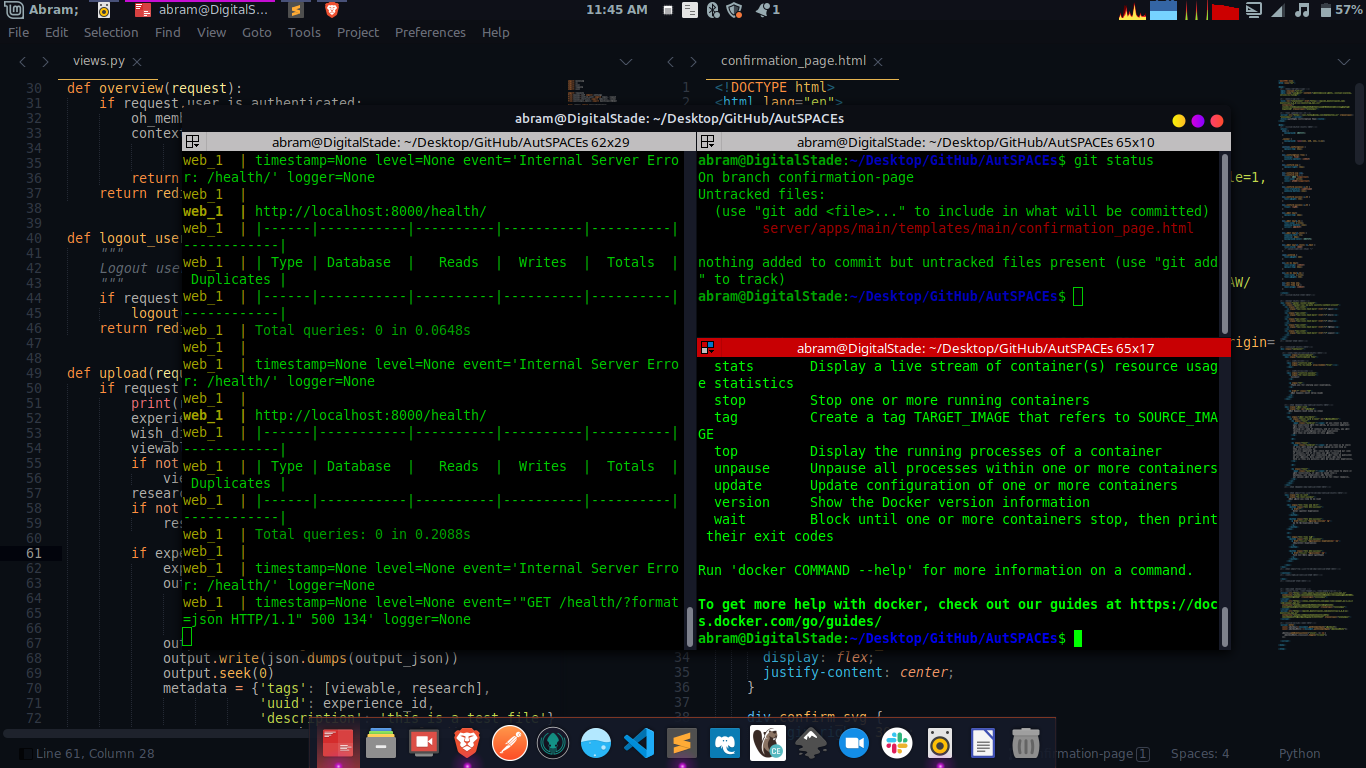 Abram;
abram@DigitalS...
11:45 AM
1
57%
File Edit Selection Find View Goto Tools Project Preferences Help
views.py
30 def overview(request):
31 if request.user is authenticated:
32 oh_mem
33 contex
34
35
36 return
37 return red
38
39
40 def logout_user
41 """
42 Logout use
43 """
44 if request
45 logout
46 return red
47
48
49 def upload(req
50 if request
51 print(
52 experie
53 wish_di
54 viewab
55 if not
56 vi
57 resear
58 if not
59 res
60
61 if exp
62 exp
63 out
64
65
66
67 out
68 output.write(json.dumps(output_json))
69 output.seek(0)
70 metadata = {'tags': [viewable, research],
71 'uuid': experience_id,
72 'description': 'this is a test file'}
confirmation_page.html
1 <!DOCTYPE html>
2 <html lang="en">
le=1,
AW/
rigin=
34 display: flex;
35 justify-content: center;
36 }
37
38 div.confirm_svg {
abram@DigitalStade: ~/Desktop/GitHub/AutSPACEs
abram@DigitalStade: ~/Desktop/GitHub/AutSPACEs 62x29
web_1 | timestamp=None level=None event='Internal Server Erro
r: /health/' logger=None
web_1 |
web_1 | http://localhost:8000/health/
web_1 | |------|-----------|----------|----------|----------|
------------|
web_1 | | Type | Database | Reads | Writes | Totals |
Duplicates |
web_1 | |------|-----------|----------|----------|----------|
------------|
web_1 | Total queries: 0 in 0.0648s
web_1 |
web_1 | timestamp=None level=None event='Internal Server Erro
r: /health/' logger=None
web_1 |
web_1 | http://localhost:8000/health/
web_1 | |------|-----------|----------|----------|----------|
------------|
web_1 | | Type | Database | Reads | Writes | Totals |
Duplicates |
web_1 | |------|-----------|----------|----------|----------|
------------|
web_1 | Total queries: 0 in 0.2088s
web_1 |
web_1 | timestamp=None level=None event='Internal Server Erro
r: /health/' logger=None
web_1 | timestamp=None level=None event='"GET /health/?format
=json HTTP/1.1" 500 134' logger=None
abram@DigitalStade: ~/Desktop/GitHub/AutSPACEs 65x10
abram@DigitalStade:~/Desktop/GitHub/AutSPACEs$ git status
On branch confirmation-page
Untracked files:
(use "git add <file>..." to include in what will be committed)
server/apps/main/templates/main/confirmation_page.html
nothing added to commit but untracked files present (use "git add
" to track)
abram@DigitalStade:~/Desktop/GitHub/AutSPACEs$
abram@DigitalStade: ~/Desktop/GitHub/AutSPACEs 65x17
stats Display a live stream of container(s) resource usag
e statistics
stop Stop one or more running containers
tag Create a tag TARGET_IMAGE that refers to SOURCE_IMA
GE
top Display the running processes of a container
unpause Unpause all processes within one or more containers
update Update configuration of one or more containers
version Show the Docker version information
wait Block until one or more containers stop, then print
their exit codes
Run 'docker COMMAND --help' for more information on a command.
To get more help with docker, check out our guides at https://doc
s.docker.com/go/guides/
abram@DigitalStade:~/Desktop/GitHub/AutSPACEs$
CE
Line 61, Column 28
rmation-page 1
Spaces: 4
Python